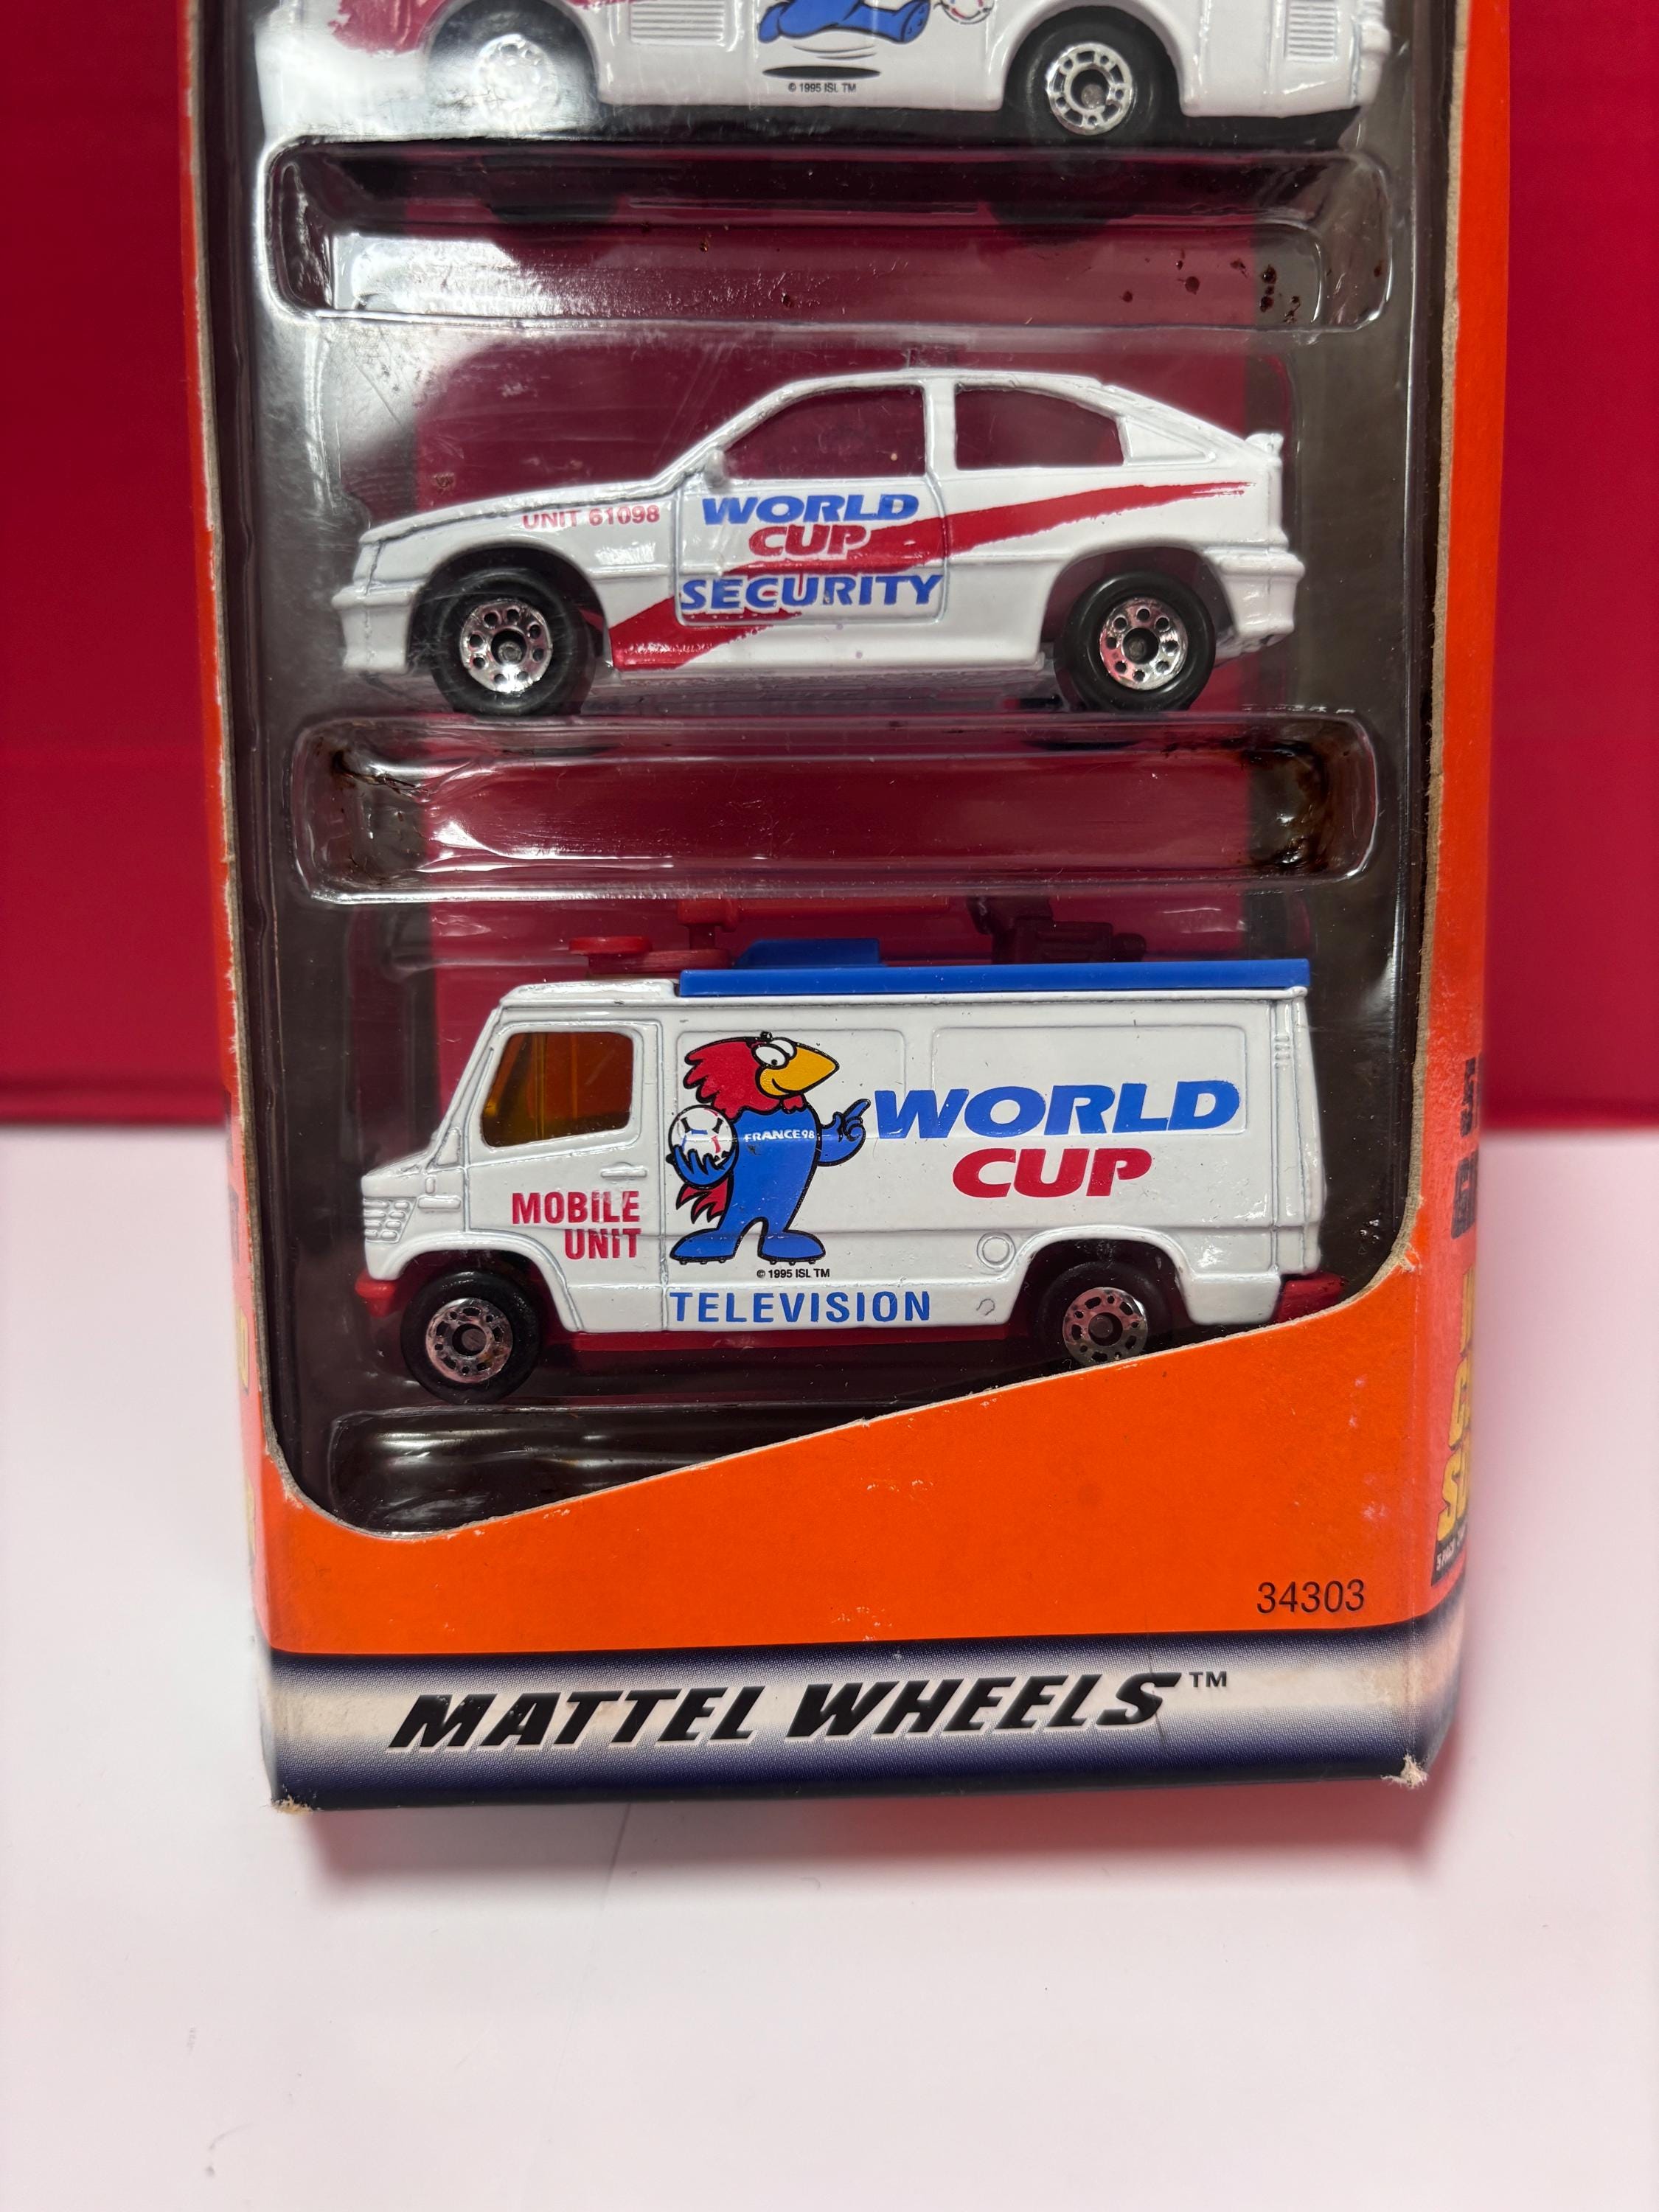 © 1995 ISL TM
UNIT 61098
WORLD
CUP
SECURITY
FRANCE98
WORLD
CUP
MOBILE
UNIT
© 1995 ISL TM
TELEVISION
34303
MATTEL WHEELS™